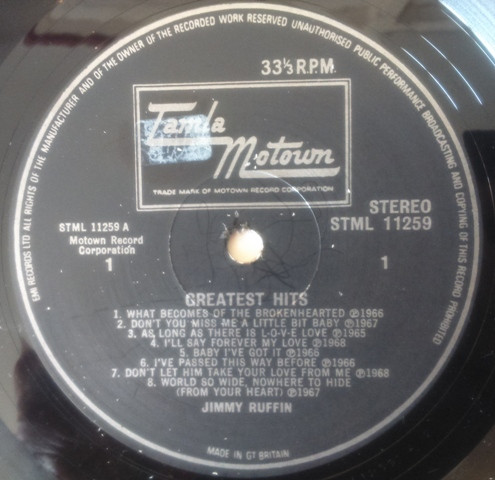 EMI RECORDS LTD ALL RIGHTS OF THE MANUFACTURER AND OF THE OWNER OF THE RECORDED WORK RESERVED UNAUTHORISED PUBLIC PERFORMANCE BROADCASTING AND COPYING OF THIS RECORD PROHIBITED
33⅓ R.P.M.
Tamla
Motown
TRADE MARK OF MOTOWN RECORD CORPORATION
STML 11259 A
Motown Record
Corporation
1
STEREO
STML 11259
1
GREATEST HITS
1. WHAT BECOMES OF THE BROKENHEARTED ℗1966
2. DON'T YOU MISS ME A LITTLE BIT BABY ℗1967
3. AS LONG AS THERE IS L-O-V-E LOVE ℗1965
4. I'LL SAY FOREVER MY LOVE ℗1968
5. BABY I'VE GOT IT ℗1966
6. I'VE PASSED THIS WAY BEFORE ℗1966
7. DON'T LET HIM TAKE YOUR LOVE FROM ME ℗1968
8. WORLD SO WIDE, NOWHERE TO HIDE
(FROM YOUR HEART) ℗1967
JIMMY RUFFIN
MADE IN GT BRITAIN